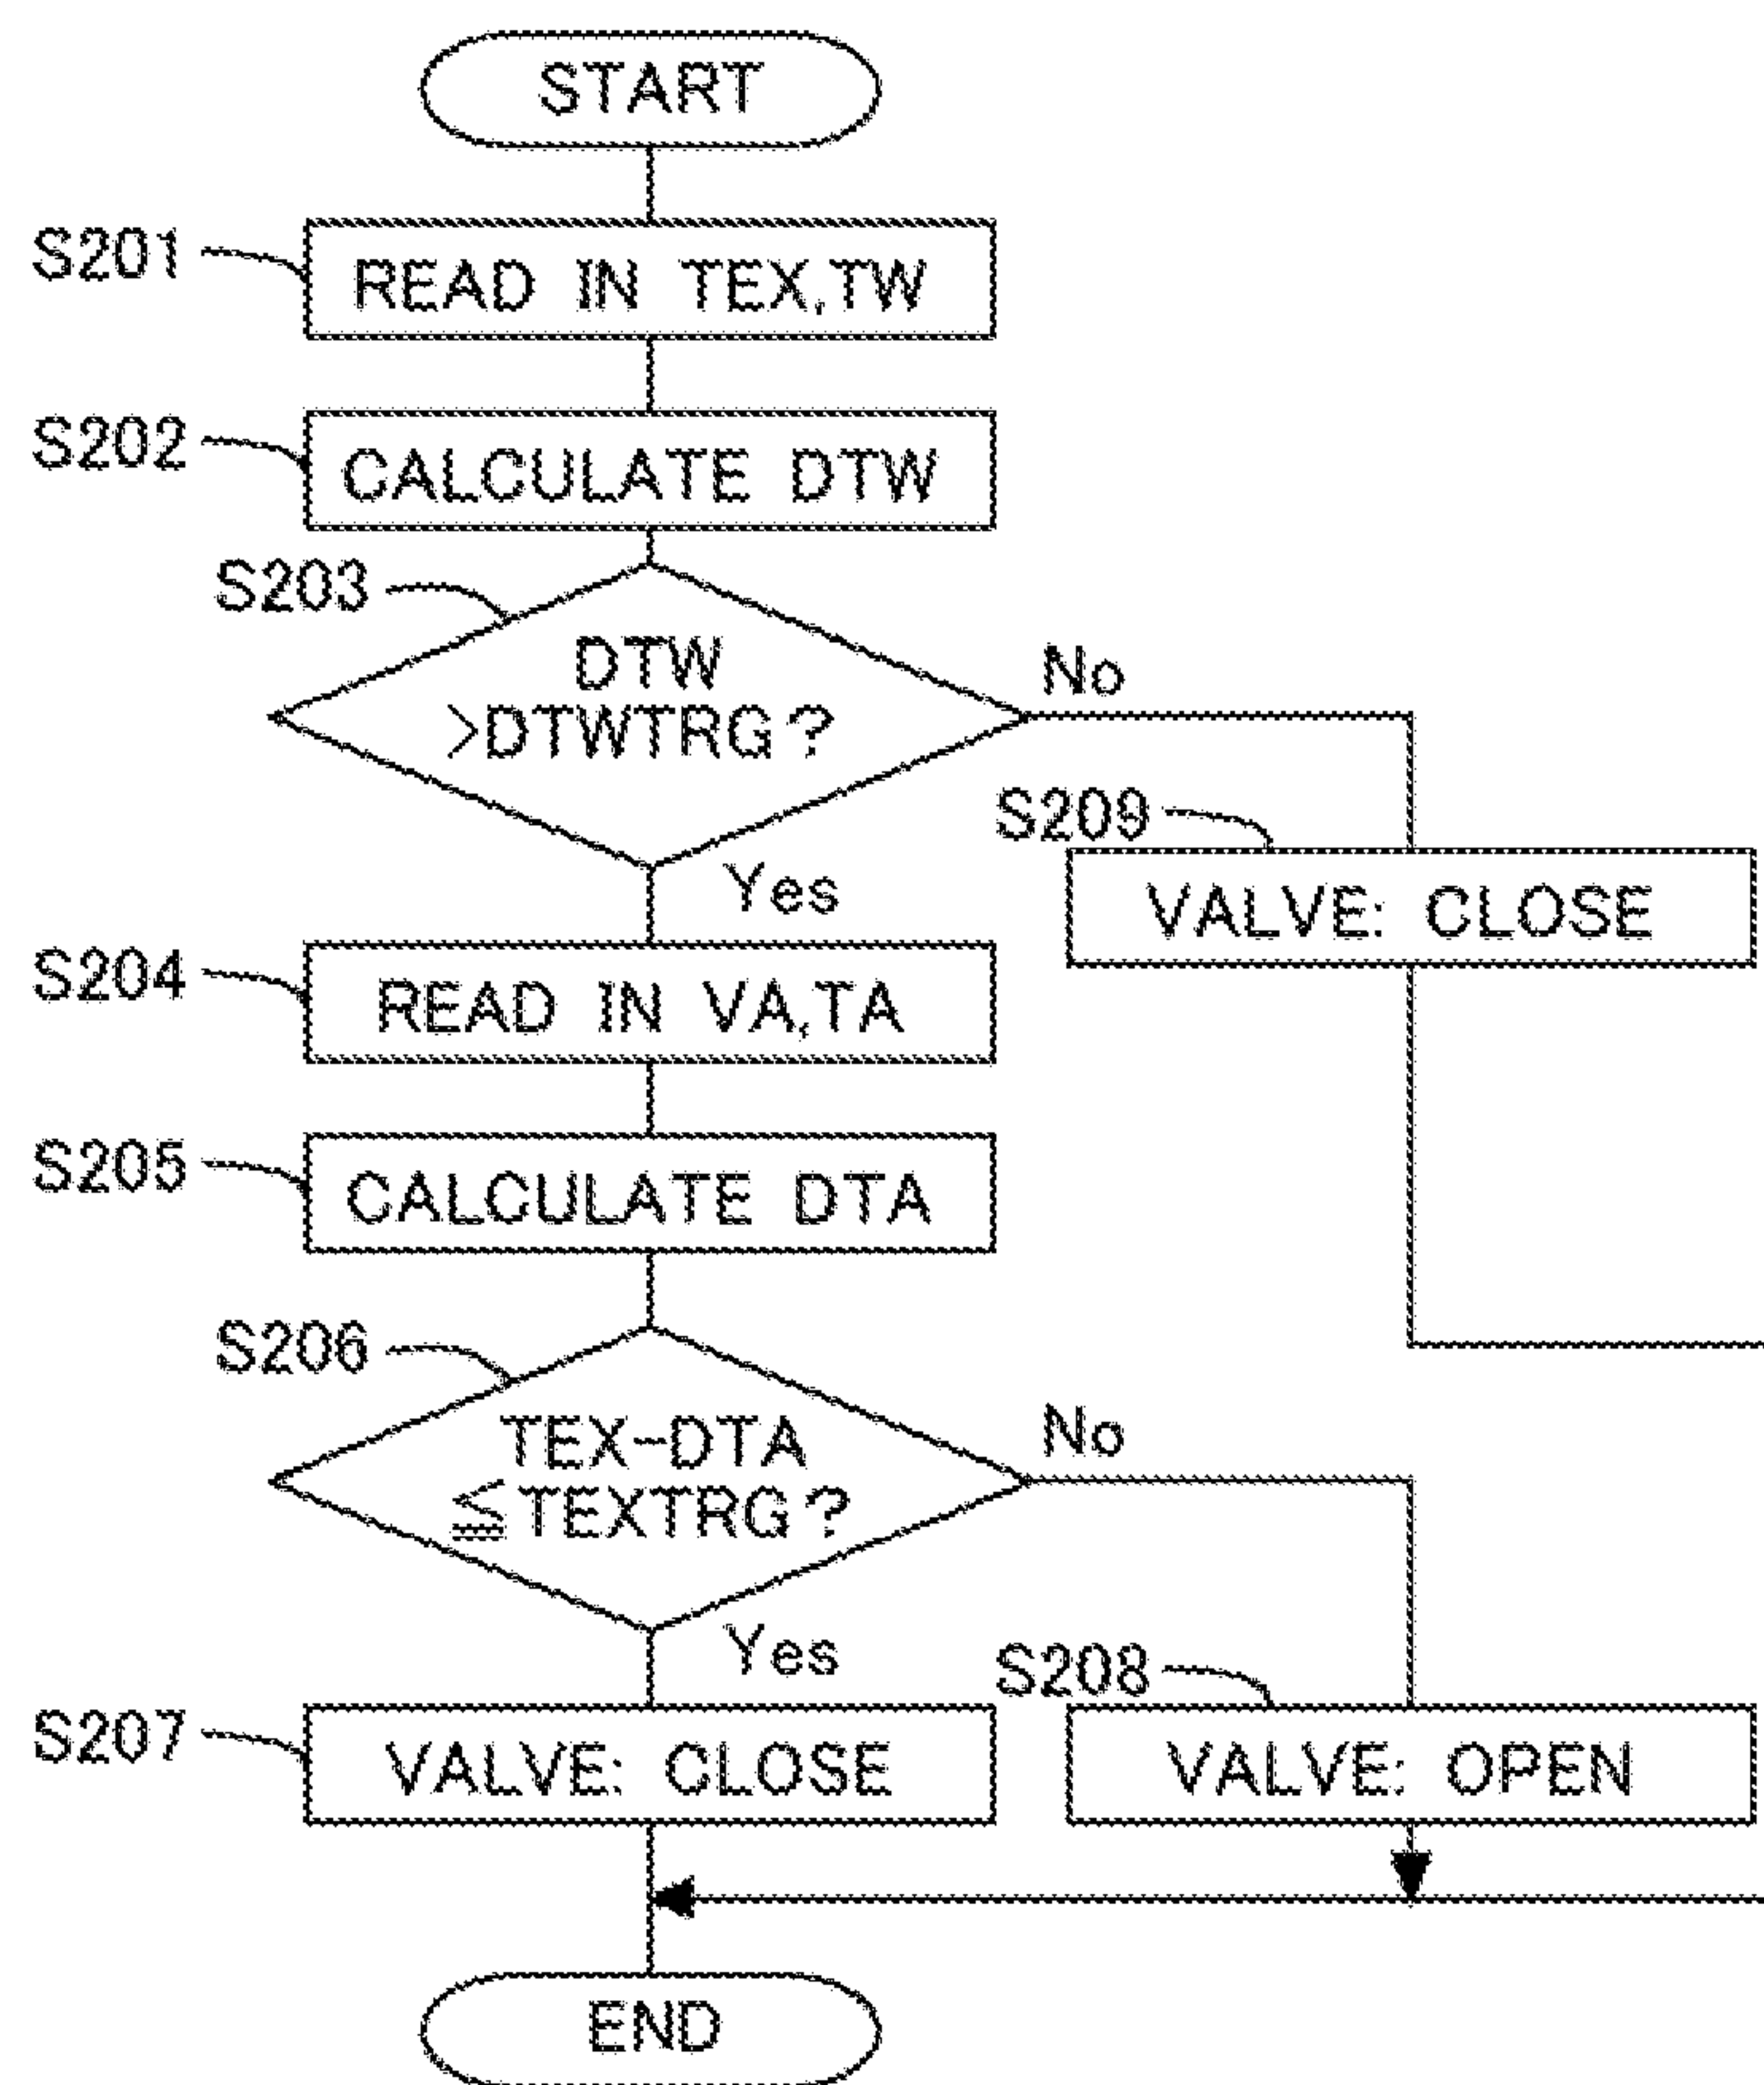 START
S201
READ IN TEX,TW
S202
CALCULATE DTW
S203
DTW
>DTWTRG?
No
Yes
S209
VALVE: CLOSE
S204
READ IN VA,TA
S205
CALCULATE DTA
S206
TEX-DTA
≦TEXTRG?
No
Yes
S207
VALVE: CLOSE
S208
VALVE: OPEN
END